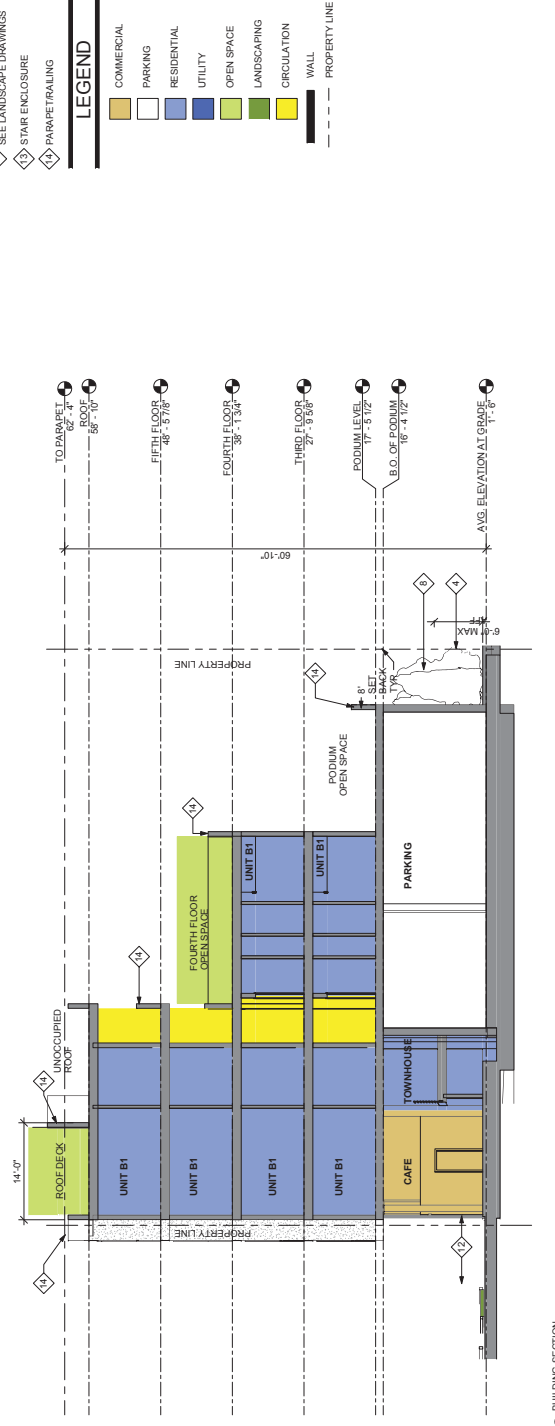 SEE LANDSCAPE DRAWINGS
13 STAIR ENCLOSURE
14 PARAPET/RAILING
LEGEND
COMMERCIAL
PARKING
RESIDENTIAL
UTILITY
OPEN SPACE
LANDSCAPING
CIRCULATION
WALL
PROPERTY LINE
TO PARAPET
62' - 4"
ROOF
58' - 10"
FIFTH FLOOR
48' - 5 7/8"
FOURTH FLOOR
38' - 1 3/4"
THIRD FLOOR
27' - 9 5/8"
PODIUM LEVEL
17' - 5 1/2"
B.O. OF PODIUM
16' - 4 1/2"
AVG. ELEVATION AT GRADE
1' - 6"
60'-10"
PROPERTY LINE
8
4
6'-0" MAX
FF
14
8'
SET
BACK
TYP.
PODIUM
OPEN SPACE
14
FOURTH FLOOR
OPEN SPACE
UNIT B1
UNIT B1
PARKING
14
UNOCCUPIED
ROOF
14
14'-0"
ROOF DECK
UNIT B1
UNIT B1
UNIT B1
UNIT B1
TOWNHOUSE
CAFE
14
PROPERTY LINE
12
BUILDING SECTION